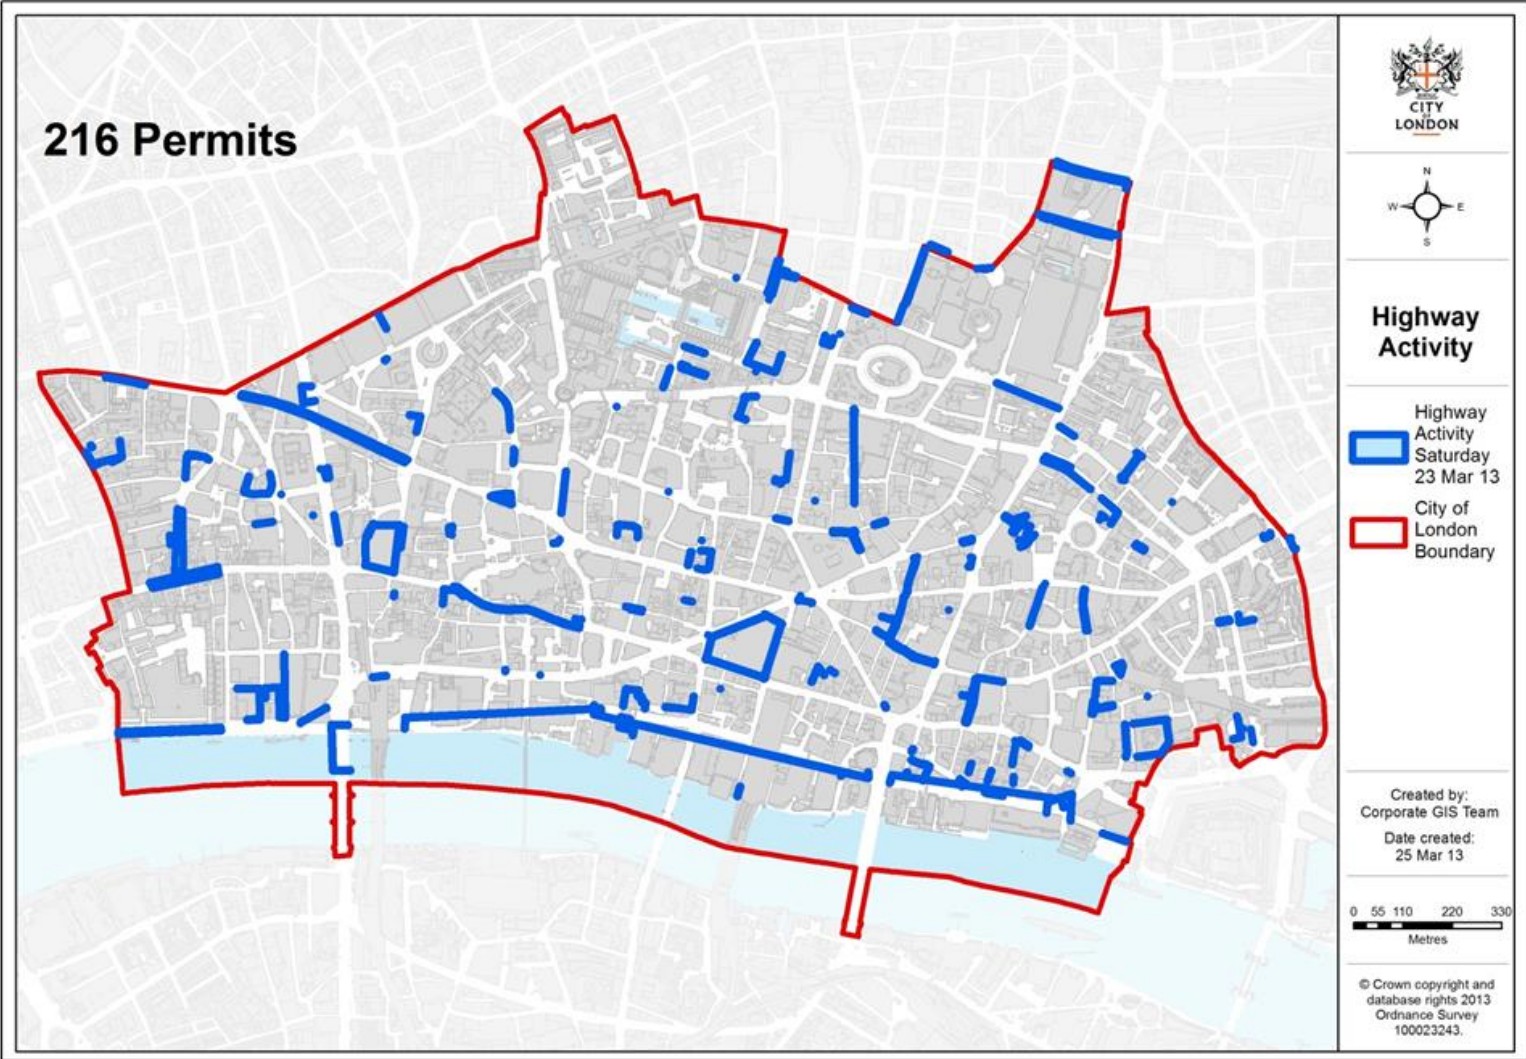 216 Permits
CITY
OF
LONDON
N
W E
S
Highway
Activity
Highway
Activity
Saturday
23 Mar 13
City of
London
Boundary
Created by:
Corporate GIS Team
Date created:
25 Mar 13
0 55 110 220 330
Metres
© Crown copyright and
database rights 2013
Ordnance Survey
100023243.